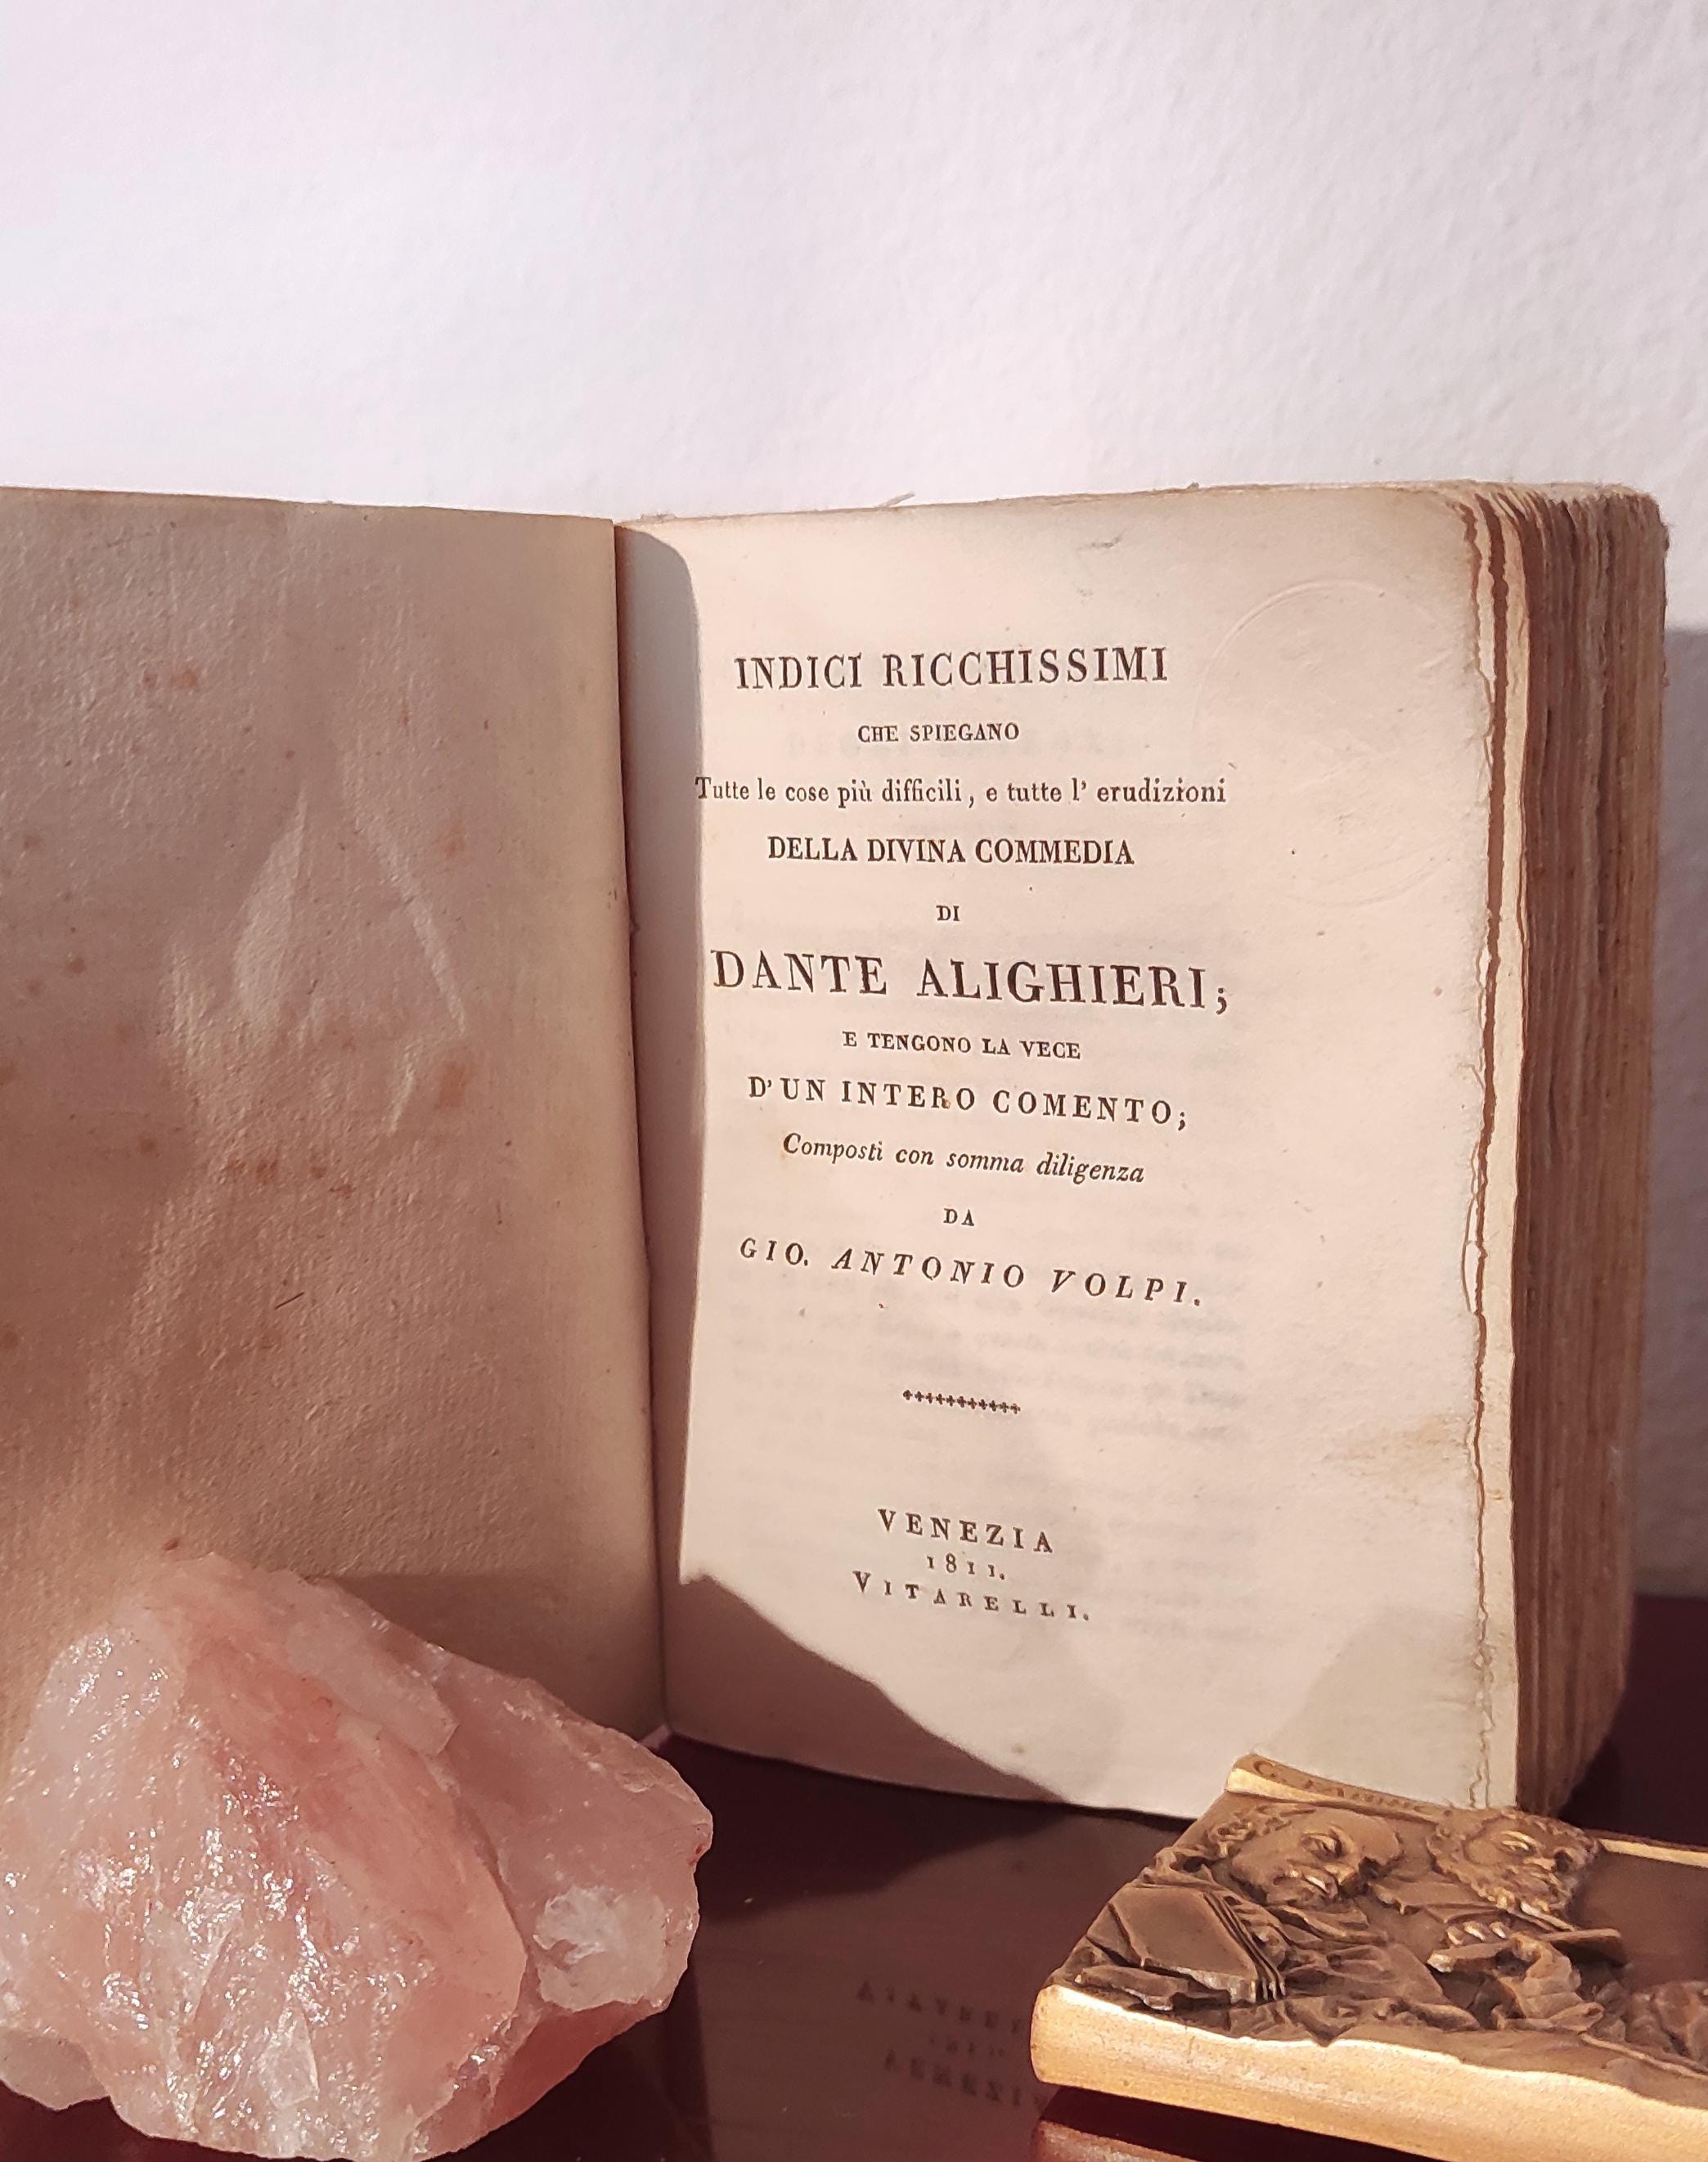 INDICI RICCHISSIMI
CHE SPIEGANO
Tutte le cose più difficili, e tutte l' erudizioni
DELLA DIVINA COMMEDIA
DI
DANTE ALIGHIERI;
E TENGONO LA VECE
D'UN INTERO COMENTO;
Composti con somma diligenza
DA
GIO. ANTONIO VOLPI.
VENEZIA
1811.
VITARELLI.